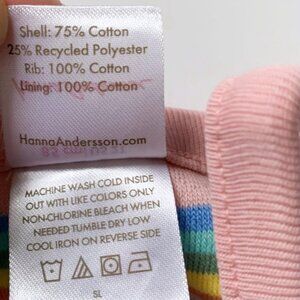 Shell: 75% Cotton
25% Recycled Polyester
Rib: 100% Cotton
Lining: 100% Cotton
HannaAndersson.com
MACHINE WASH COLD INSIDE
OUT WITH LIKE COLORS ONLY
NON-CHLORINE BLEACH WHEN
NEEDED TUMBLE DRY LOW
COOL IRON ON REVERSE SIDE
SL